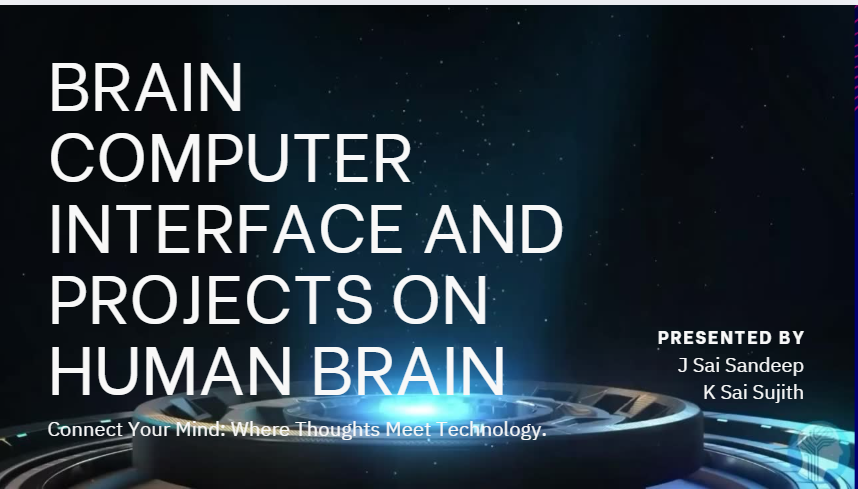 BRAIN
COMPUTER
INTERFACE AND
PROJECTS ON
HUMAN BRAIN
Connect Your Mind: Where Thoughts Meet Technology.
PRESENTED BY
J Sai Sandeep
K Sai Sujith